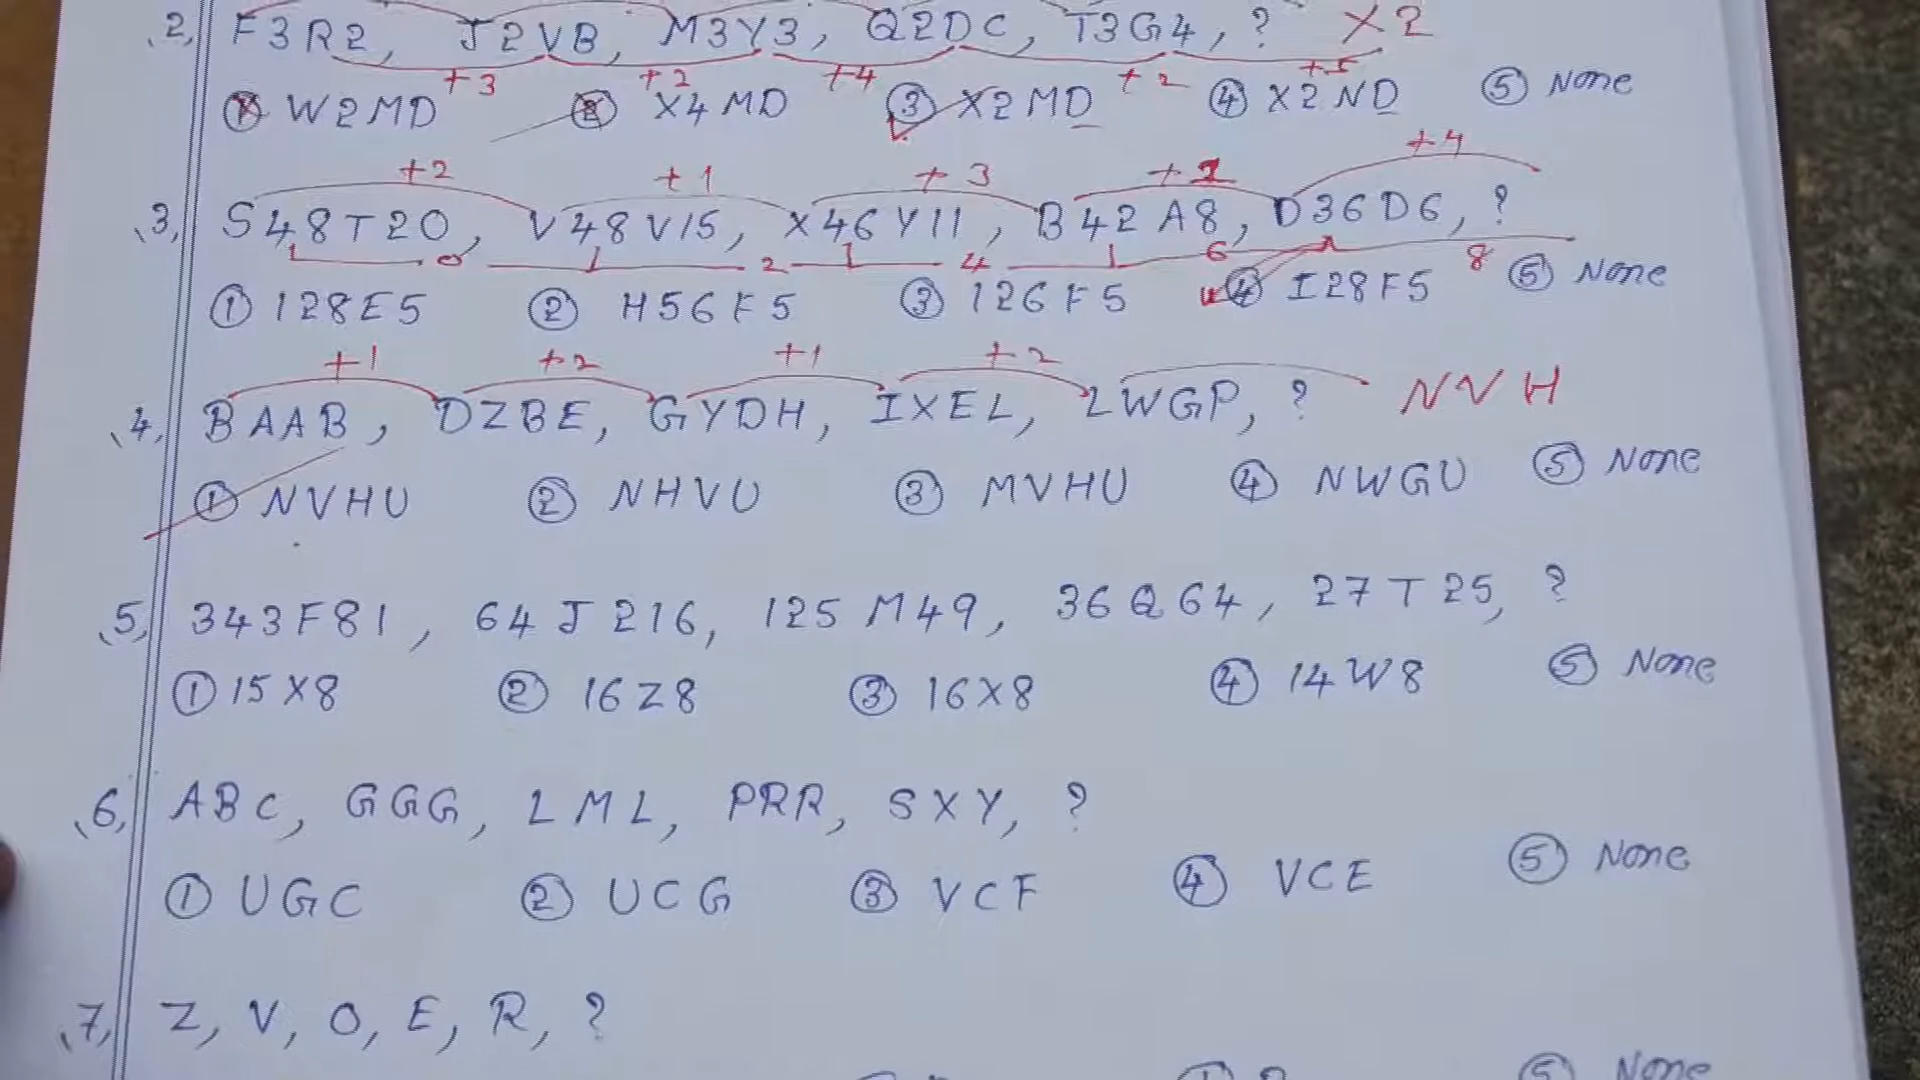 2, F3R2, J2VB, M3Y3, Q2DC, T3G4, ? X2
+3 +2 +4 +2 +5
① W2MD ② X4MD ③ X2MD ④ X2ND ⑤ None
+2 +1 +3 +2 +4
3, S48T20, V48V15, X46Y11, B42A8, D36D6, ?
0 2 4 6 8
① 128E5 ② H56F5 ③ 126F5 ④ I28F5 ⑤ None
+1 +2 +1 +2
4, BAAB, DZBE, GYDH, IXEL, LWGP, ? NVH
① NVHU ② NHVU ③ MVHU ④ NWGU ⑤ None
5, 343F81, 64J216, 125M49, 36Q64, 27T25, ?
① 15X8 ② 16Z8 ③ 16X8 ④ 14W8 ⑤ None
6, ABC, GGG, LML, PRR, SXY, ?
① UGC ② UCG ③ VCF ④ VCE ⑤ None
7, Z, V, O, E, R, ?
⑤ None